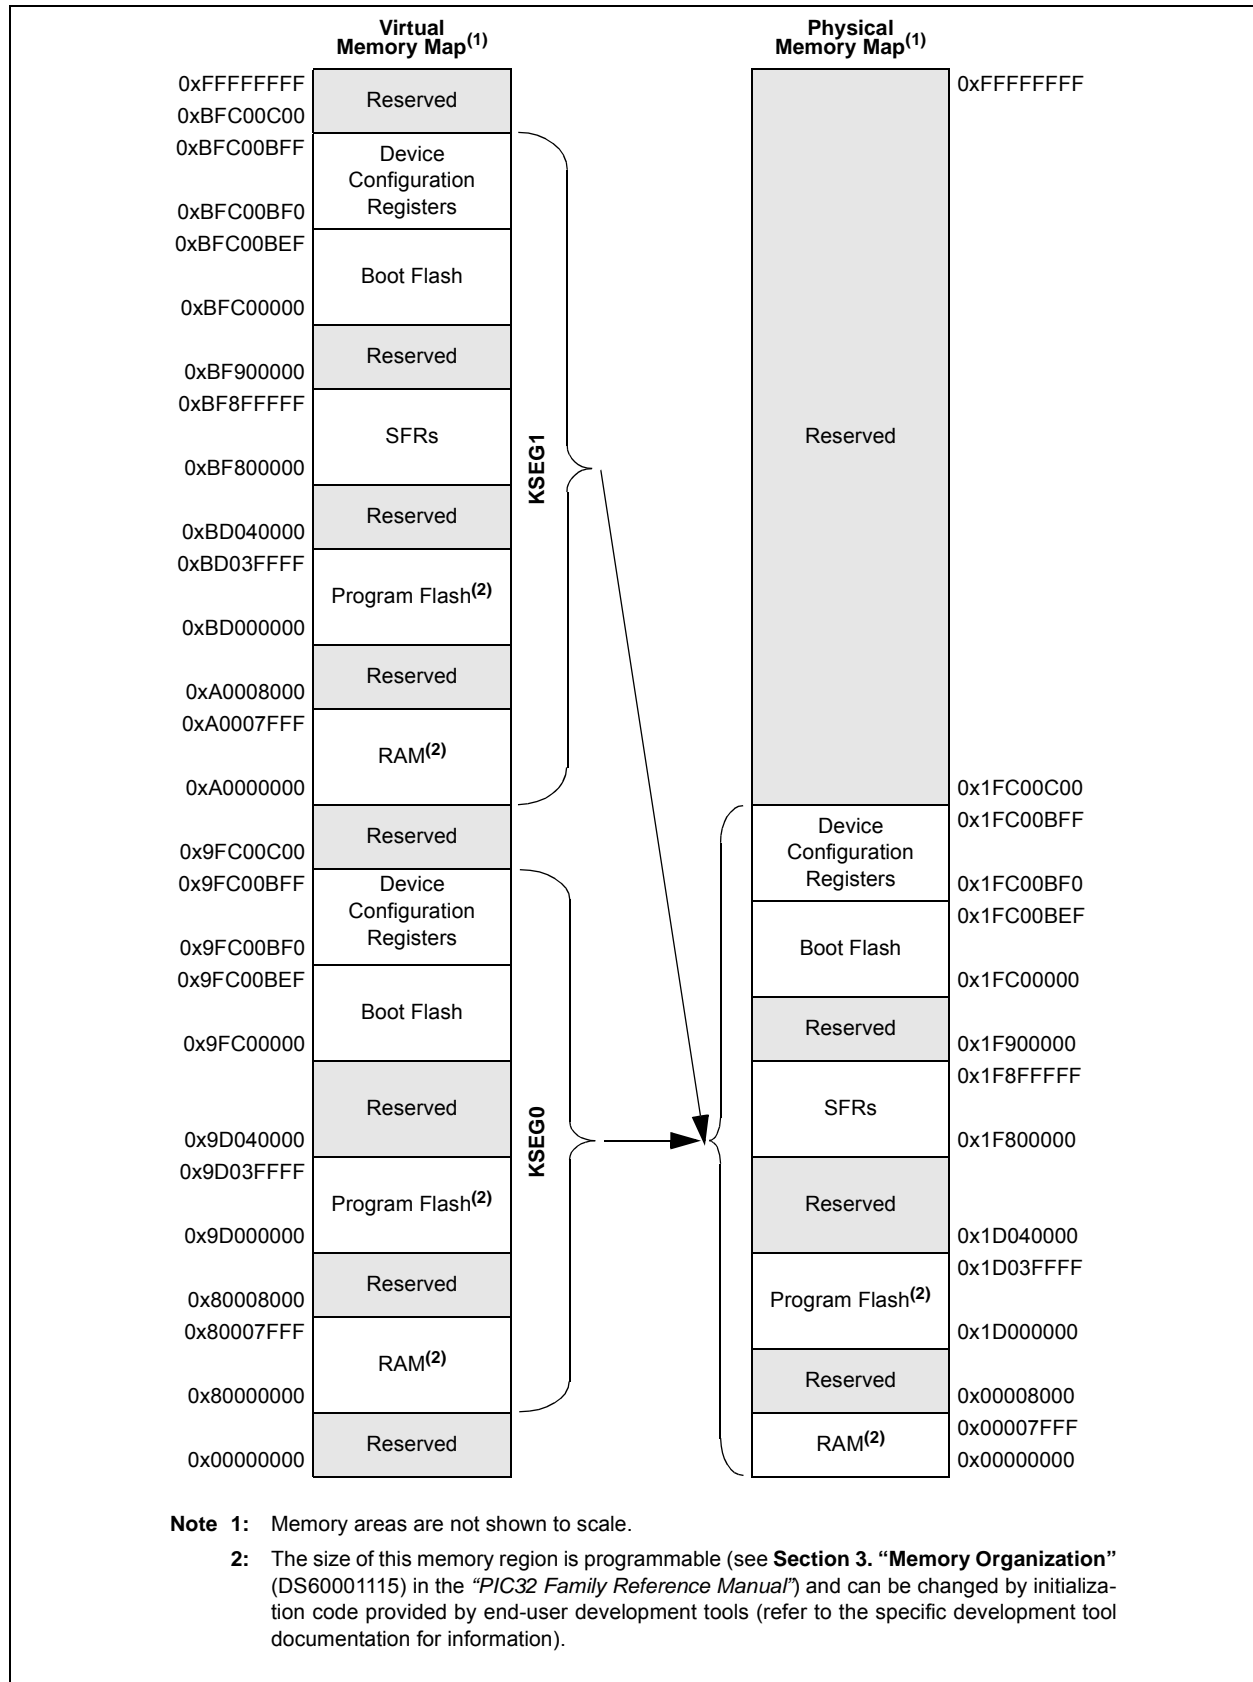 Virtual
Memory Map(1)
Physical
Memory Map(1)
0xFFFFFFFF
Reserved
0xBFC00C00
0xBFC00BFF
Device
Configuration
Registers
0xBFC00BF0
0xBFC00BEF
Boot Flash
0xBFC00000
Reserved
0xBF900000
0xBF8FFFFF
SFRs
0xBF800000
Reserved
0xBD040000
0xBD03FFFF
Program Flash(2)
0xBD000000
Reserved
0xA0008000
0xA0007FFF
RAM(2)
0xA0000000
KSEG1
Reserved
0x9FC00C00
0x9FC00BFF
Device
Configuration
Registers
0x9FC00BF0
0x9FC00BEF
Boot Flash
0x9FC00000
Reserved
0x9D040000
0x9D03FFFF
Program Flash(2)
0x9D000000
Reserved
0x80008000
0x80007FFF
RAM(2)
0x80000000
KSEG0
Reserved
0x00000000
0xFFFFFFFF
Reserved
0x1FC00C00
0x1FC00BFF
Device
Configuration
Registers
0x1FC00BF0
0x1FC00BEF
Boot Flash
0x1FC00000
Reserved
0x1F900000
0x1F8FFFFF
SFRs
0x1F800000
Reserved
0x1D040000
0x1D03FFFF
Program Flash(2)
0x1D000000
Reserved
0x00008000
0x00007FFF
RAM(2)
0x00000000
Note 1: Memory areas are not shown to scale.
2: The size of this memory region is programmable (see Section 3. “Memory Organization”
(DS60001115) in the “PIC32 Family Reference Manual”) and can be changed by initializa-
tion code provided by end-user development tools (refer to the specific development tool
documentation for information).